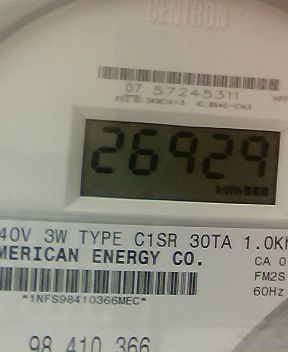 CENTRON
07 57245311
26929
kWh
40V 3W TYPE C1SR 30TA 1.0K
MERICAN ENERGY CO.
CA 0
FM2S
60Hz
*1NFS98410366MEC*
98 410 366